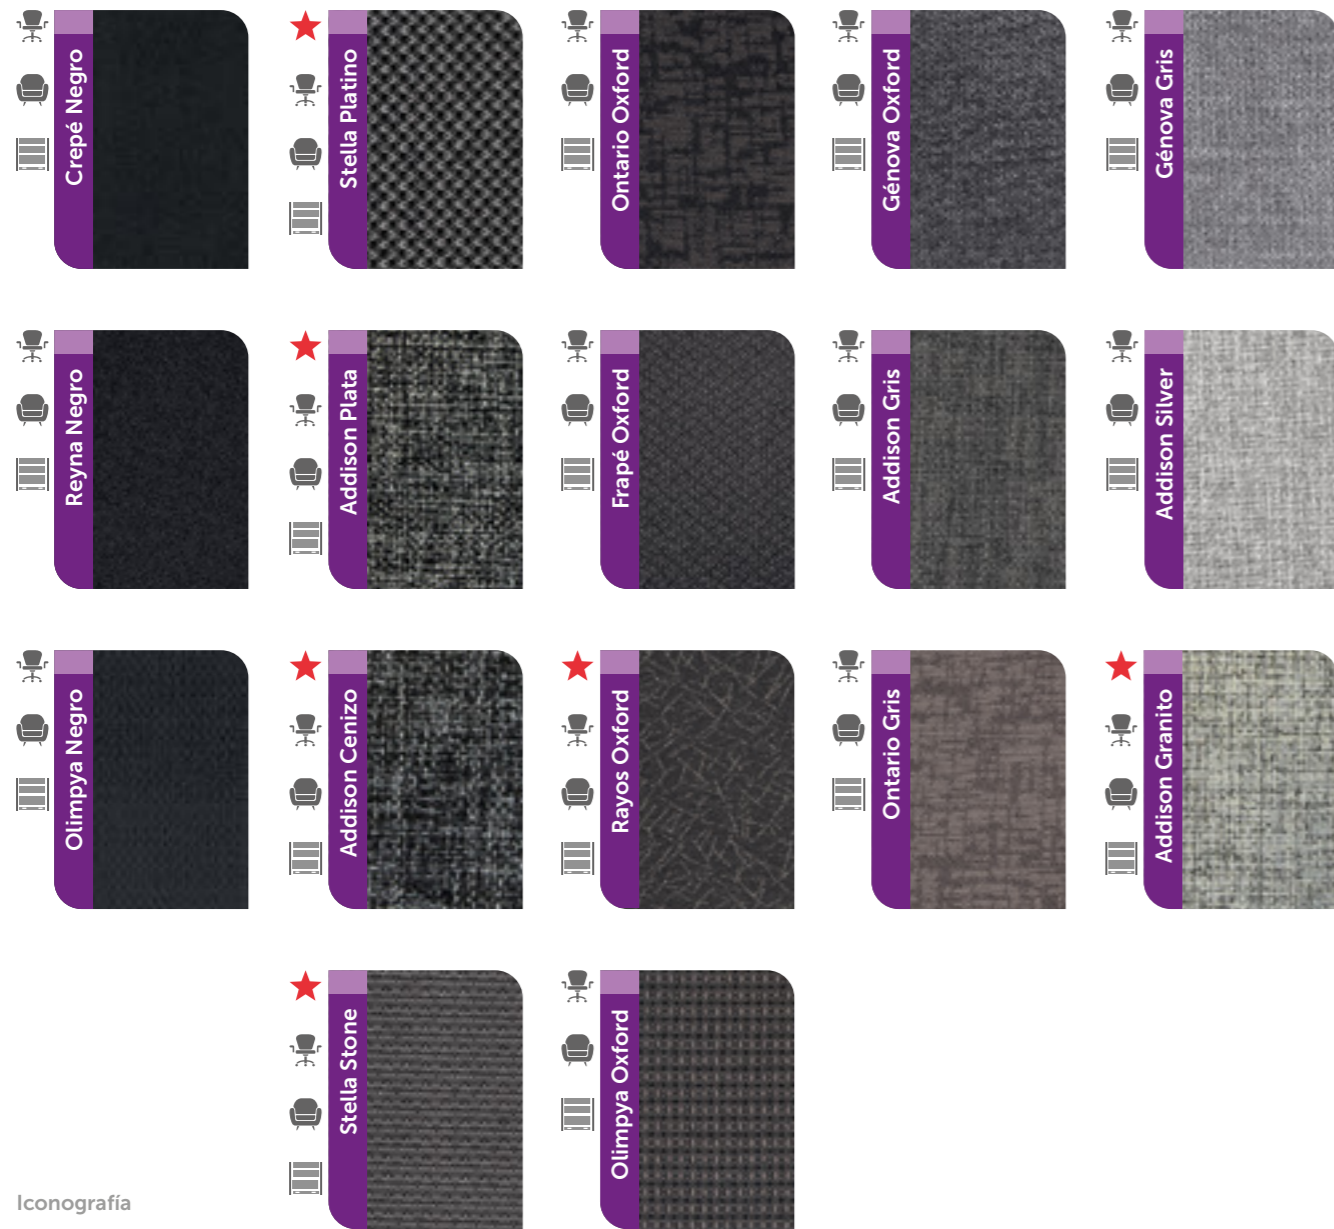 Crepé Negro
Stella Platino
Ontario Oxford
Génova Oxford
Génova Gris
Reyna Negro
Addison Plata
Frapé Oxford
Addison Gris
Addison Silver
Olimpya Negro
Addison Cenizo
Rayos Oxford
Ontario Gris
Addison Granito
Stella Stone
Olimpya Oxford
Iconografía